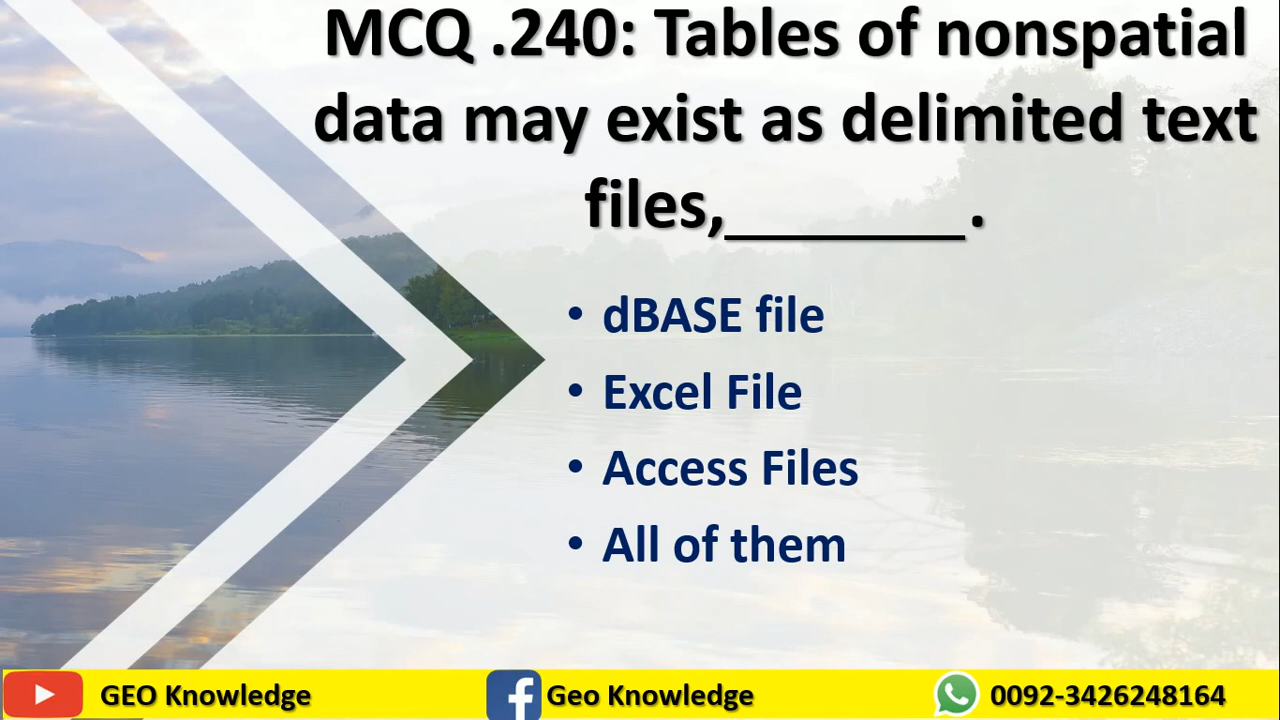 MCQ .240: Tables of nonspatial
data may exist as delimited text
files,_______.
• dBASE file
• Excel File
• Access Files
• All of them
GEO Knowledge
Geo Knowledge
0092-3426248164